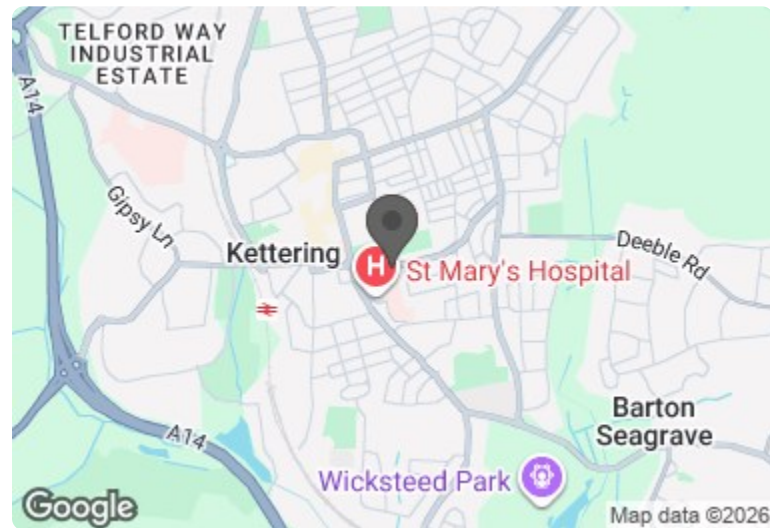 TELFORD WAY
INDUSTRIAL
ESTATE
A14
Gipsy Ln
Kettering
H
St Mary's Hospital
Deeble Rd
A14
Barton
Seagrave
Wicksteed Park
Google
Map data ©2026